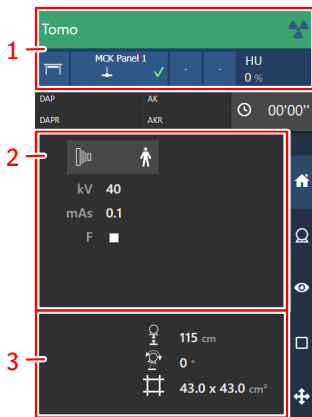 Tomo
1
MCK Panel 1
- -
HU
0 %
DAP AK
DAPR AKR
00'00"
2
kV 40
mAs 0.1
F
3
115 cm
0 °
43.0 x 43.0 cm²